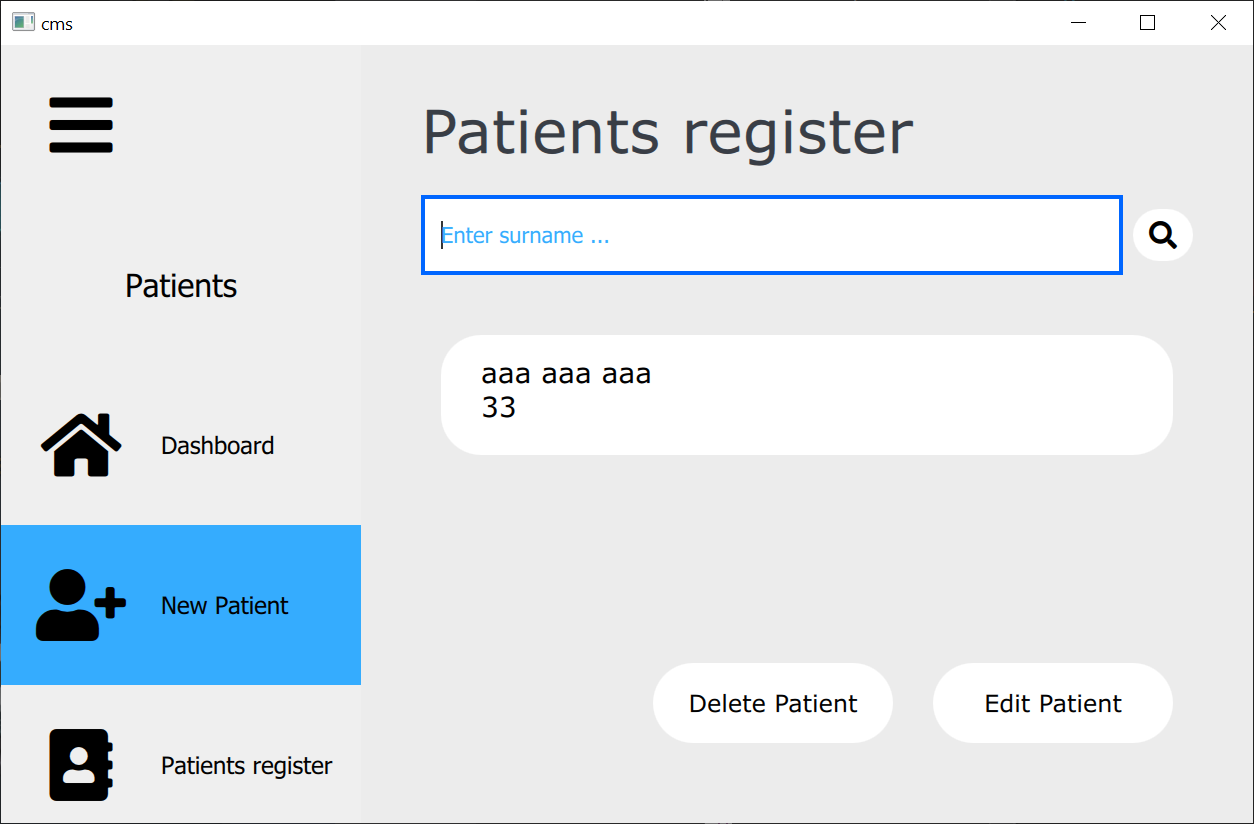 cms
Patients
Dashboard
New Patient
Patients register
Patients register
Enter surname ...
aaa aaa aaa
33
Delete Patient
Edit Patient